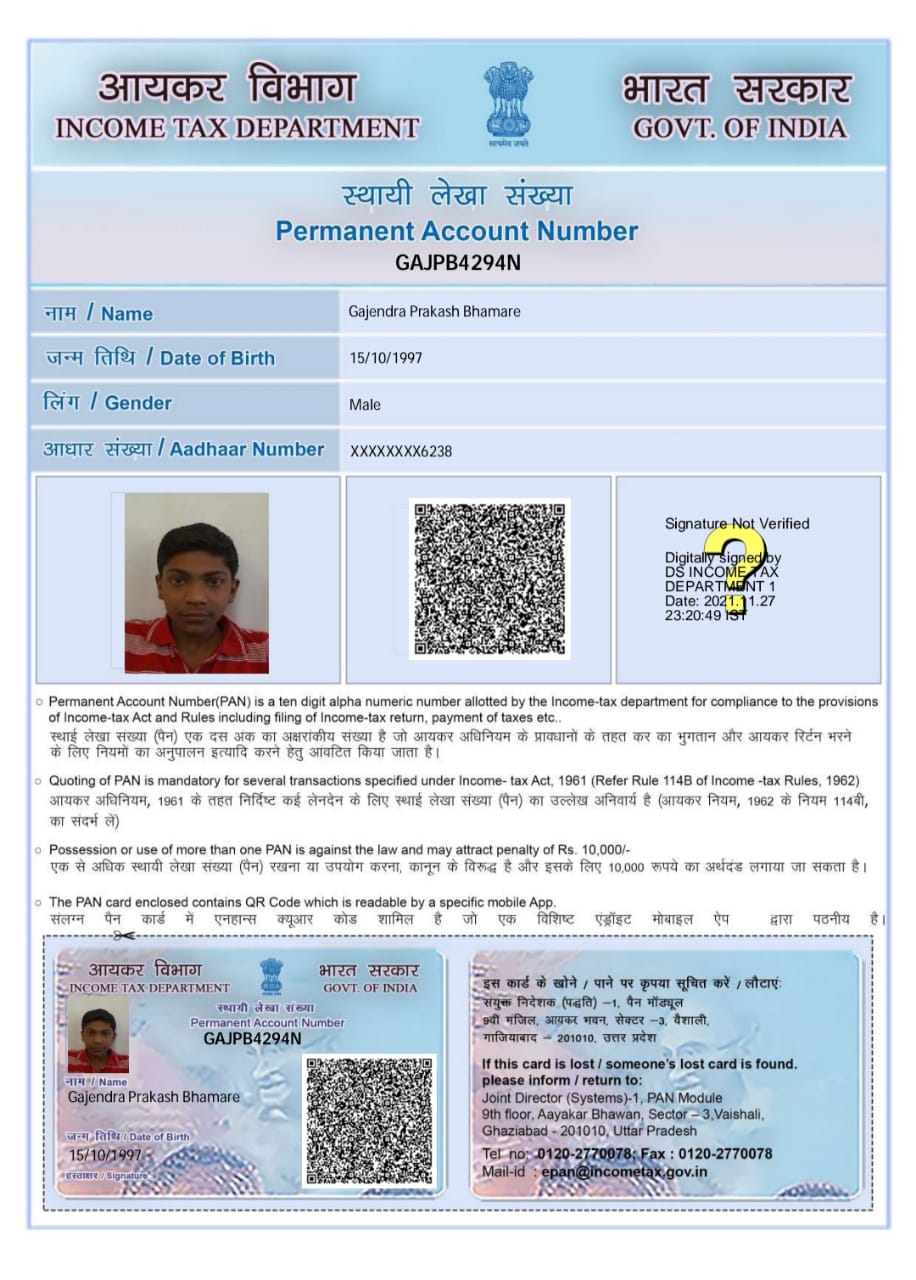 आयकर विभाग
INCOME TAX DEPARTMENT
सत्यमेव जयते
भारत सरकार
GOVT. OF INDIA
स्थायी लेखा संख्या
Permanent Account Number
GAJPB4294N
नाम / Name
Gajendra Prakash Bhamare
जन्म तिथि / Date of Birth
15/10/1997
लिंग / Gender
Male
आधार संख्या / Aadhaar Number
XXXXXXXX6238
Signature Not Verified
Digitally signed by
DS INCOME TAX
DEPARTMENT 1
Date: 2021.11.27
23:20:49 IST
Permanent Account Number(PAN) is a ten digit alpha numeric number allotted by the Income-tax department for compliance to the provisions
of Income-tax Act and Rules including filing of Income-tax return, payment of taxes etc..
स्थाई लेखा संख्या (पैन) एक दस अंक का अक्षरांकीय संख्या है जो आयकर अधिनियम के प्रावधानों के तहत कर का भुगतान और आयकर रिर्टन भरने
के लिए नियमों का अनुपालन इत्यादि करने हेतु आंवटित किया जाता है।
Quoting of PAN is mandatory for several transactions specified under Income- tax Act, 1961 (Refer Rule 114B of Income -tax Rules, 1962)
आयकर अधिनियम, 1961 के तहत निर्दिष्ट कई लेनदेन के लिए स्थाई लेखा संख्या (पैन) का उल्लेख अनिवार्य है (आयकर नियम, 1962 के नियम 114बी,
का संदर्भ लें)
Possession or use of more than one PAN is against the law and may attract penalty of Rs. 10,000/-
एक से अधिक स्थायी लेखा संख्या (पैन) रखना या उपयोग करना, कानून के विरूद्ध है और इसके लिए 10,000 रूपये का अर्थदंड लगाया जा सकता है।
The PAN card enclosed contains QR Code which is readable by a specific mobile App.
संलग्न पैन कार्ड में एनहान्स क्यूआर कोड शामिल है जो एक विशिष्ट एंड्रॉइट मोबाइल ऐप द्वारा पठनीय है।
आयकर विभाग
INCOME TAX DEPARTMENT
भारत सरकार
GOVT. OF INDIA
स्थायी लेखा संख्या
Permanent Account Number
GAJPB4294N
नाम / Name
Gajendra Prakash Bhamare
जन्म तिथि / Date of Birth
15/10/1997
हस्ताक्षर / Signature
इस कार्ड के खोने / पाने पर कृपया सूचित करें / लौटाएं:
संयुक्त निदेशक (पद्धति) –1, पैन मॉड्यूल
9वीं मंजिल, आयकर भवन, सेक्टर –3, वैशाली,
गाजियाबाद – 201010, उत्तर प्रदेश
If this card is lost / someone's lost card is found.
please inform / return to:
Joint Director (Systems)-1, PAN Module
9th floor, Aayakar Bhawan, Sector – 3,Vaishali,
Ghaziabad - 201010, Uttar Pradesh
Tel no: 0120-2770078; Fax : 0120-2770078
Mail-id : epan@incometax.gov.in